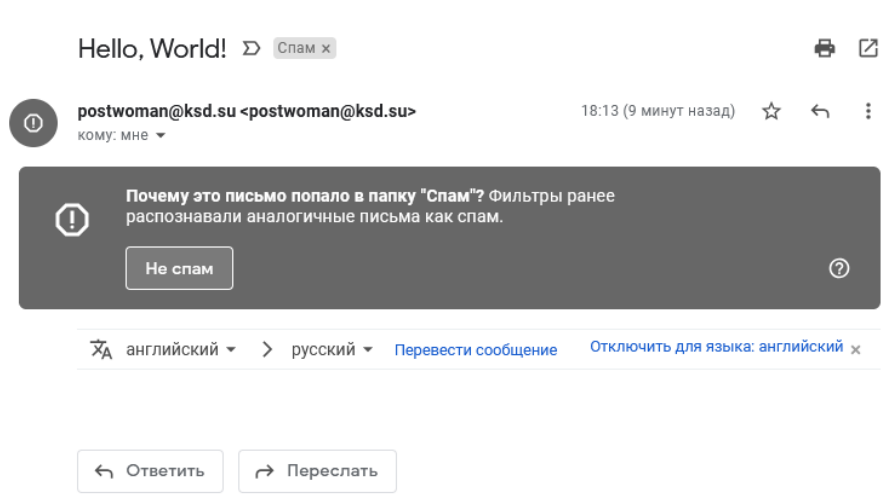 Hello, World! Спам x
postwoman@ksd.su <postwoman@ksd.su> 18:13 (9 минут назад)
кому: мне
Почему это письмо попало в папку "Спам"? Фильтры ранее
распознавали аналогичные письма как спам.
Не спам
английский > русский Перевести сообщение Отключить для языка: английский x
Ответить Переслать